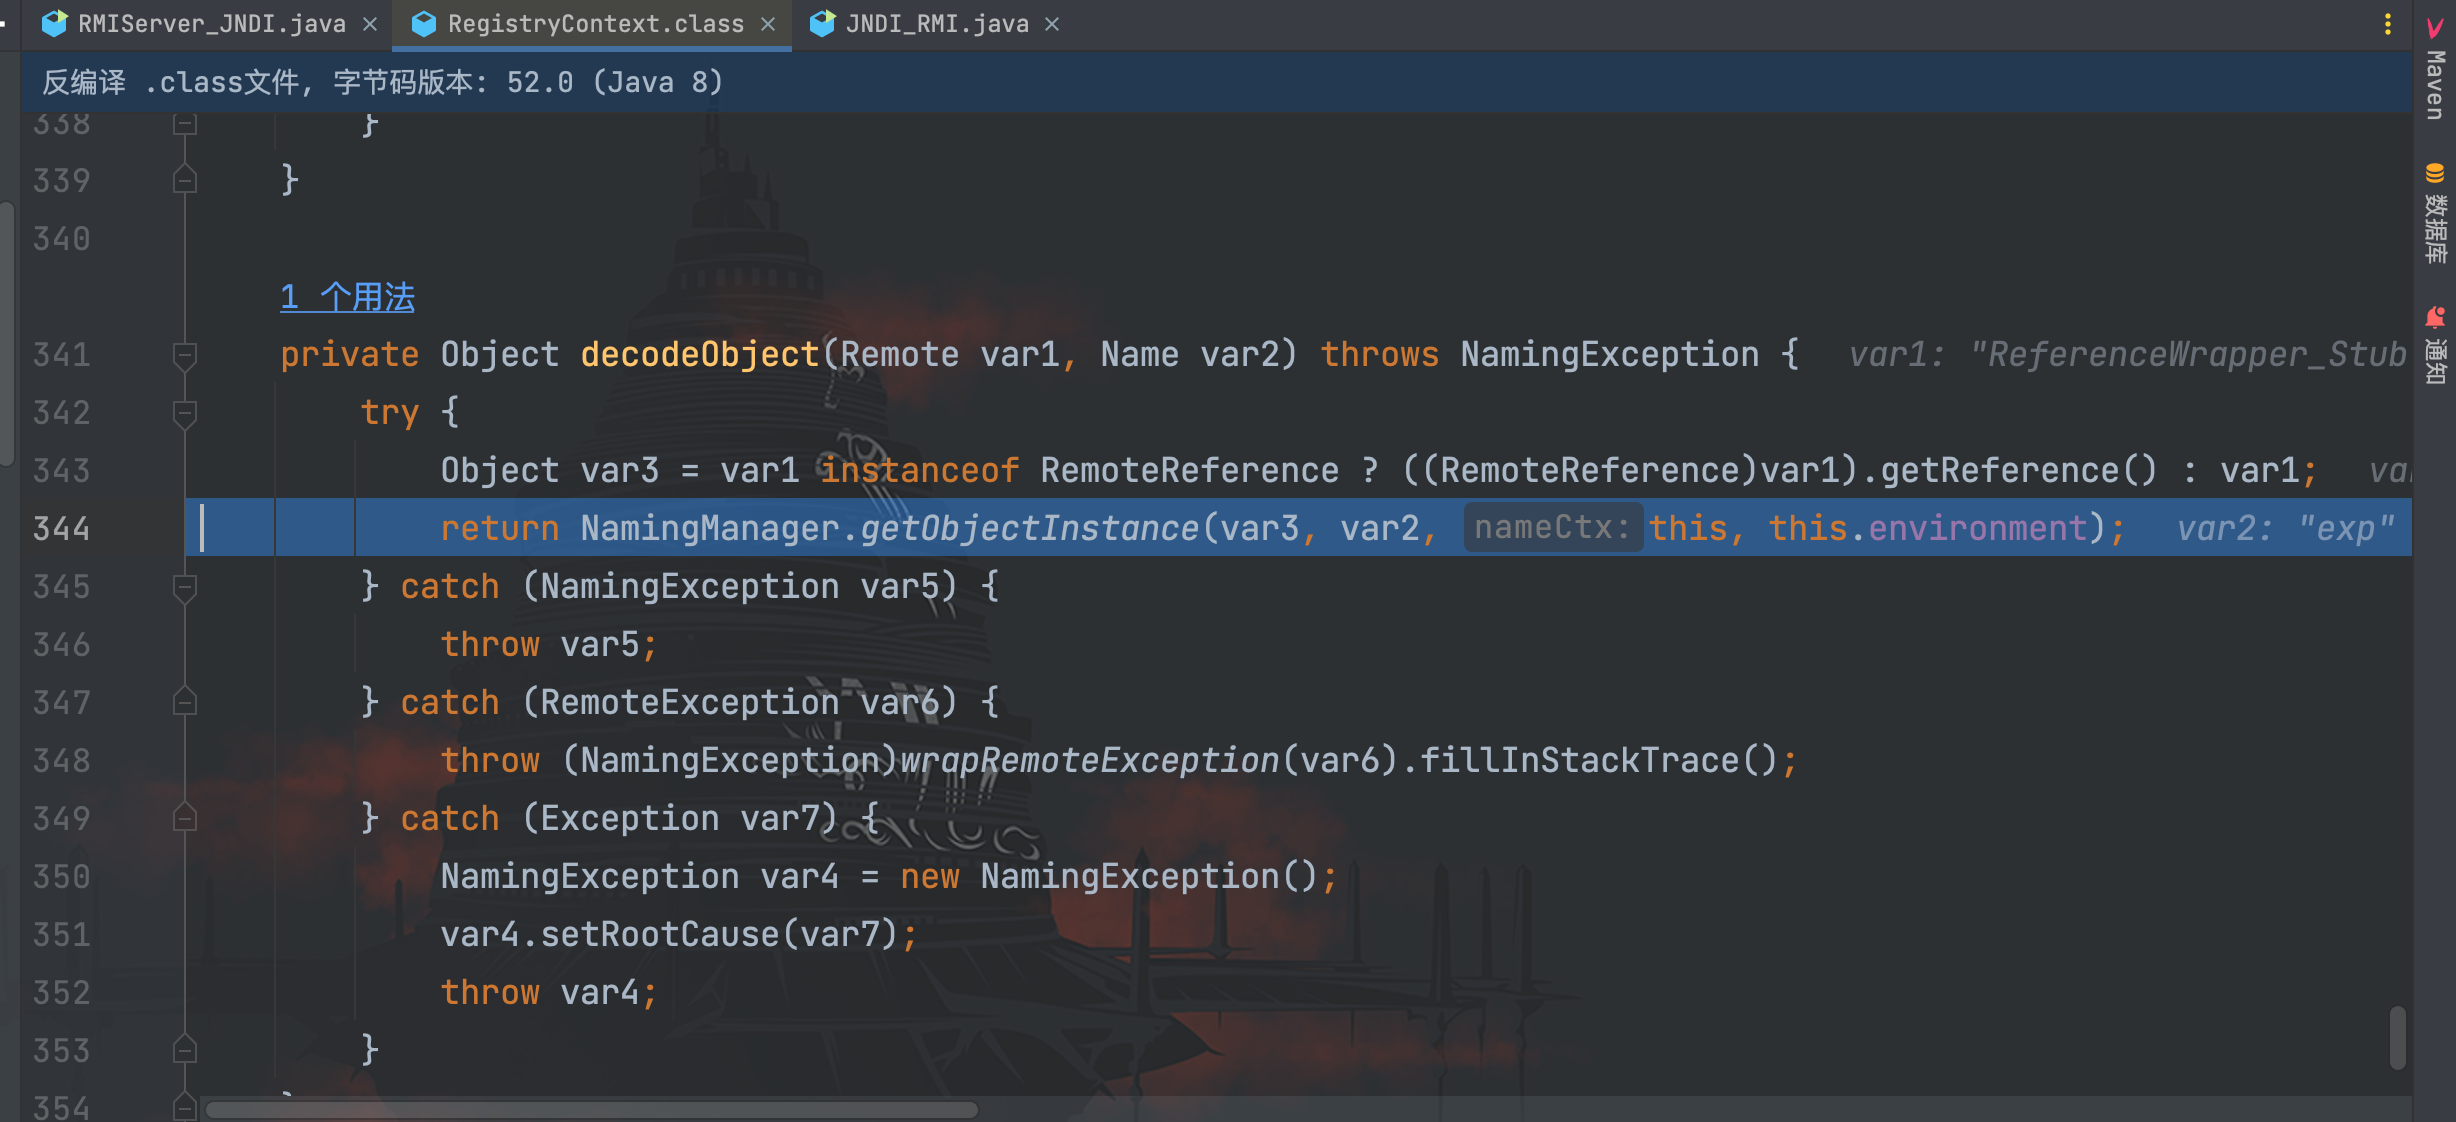 RMIServer_JNDI.java RegistryContext.class JNDI_RMI.java
反编译 .class文件, 字节码版本: 52.0 (Java 8)
338 }
339 }
340
1 个用法
341 private Object decodeObject(Remote var1, Name var2) throws NamingException { var1: "ReferenceWrapper_Stub
342 try {
343 Object var3 = var1 instanceof RemoteReference ? ((RemoteReference)var1).getReference() : var1;
344 return NamingManager.getObjectInstance(var3, var2, nameCtx: this, this.environment); var2: "exp"
345 } catch (NamingException var5) {
346 throw var5;
347 } catch (RemoteException var6) {
348 throw (NamingException)wrapRemoteException(var6).fillInStackTrace();
349 } catch (Exception var7) {
350 NamingException var4 = new NamingException();
351 var4.setRootCause(var7);
352 throw var4;
353 }
354
Maven
数据库
通知